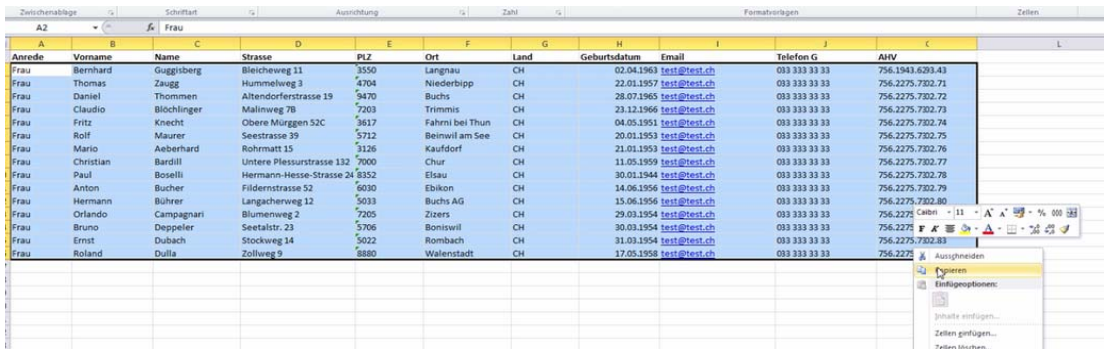 Zwischenablage Schriftart Ausrichtung Zahl Formatvorlagen Zellen
A2 fx Frau
A B C D E F G H I J K L
Anrede Vorname Name Strasse PLZ Ort Land Geburtsdatum Email Telefon G AHV
Frau Bernhard Guggisberg Bleicheweg 11 3550 Langnau CH 02.04.1963 test@test.ch 033 333 33 33 756.1943.6293.43
Frau Thomas Zaugg Hummelweg 3 4704 Niederbipp CH 22.01.1957 test@test.ch 033 333 33 33 756.2275.7302.71
Frau Daniel Thommen Altendorferstrasse 19 9470 Buchs CH 28.07.1965 test@test.ch 033 333 33 33 756.2275.7302.72
Frau Claudio Blöchlinger Malinweg 7B 7203 Trimmis CH 23.12.1966 test@test.ch 033 333 33 33 756.2275.7302.73
Frau Fritz Knecht Obere Mürggen 52C 3617 Fahrni bei Thun CH 04.05.1951 test@test.ch 033 333 33 33 756.2275.7302.74
Frau Rolf Maurer Seestrasse 39 5712 Beinwil am See CH 20.01.1953 test@test.ch 033 333 33 33 756.2275.7302.75
Frau Mario Aeberhard Rohrmatt 15 3126 Kaufdorf CH 21.01.1953 test@test.ch 033 333 33 33 756.2275.7302.76
Frau Christian Bardill Untere Plessurstrasse 132 7000 Chur CH 11.05.1959 test@test.ch 033 333 33 33 756.2275.7302.77
Frau Paul Boselli Hermann-Hesse-Strasse 24 8352 Elsau CH 30.01.1944 test@test.ch 033 333 33 33 756.2275.7302.78
Frau Anton Bucher Fildernstrasse 52 6030 Ebikon CH 14.06.1956 test@test.ch 033 333 33 33 756.2275.7302.79
Frau Hermann Bührer Langacherweg 12 5033 Buchs AG CH 15.06.1956 test@test.ch 033 333 33 33 756.2275.7302.80
Frau Orlando Campagnari Blumenweg 2 7205 Zizers CH 29.03.1954 test@test.ch 033 333 33 33 756.2275 Calibri 11 A A % 000
Frau Bruno Deppeler Seetalstr. 23 5706 Boniswil CH 30.03.1954 test@test.ch 033 333 33 33 756.2275 F K A
Frau Ernst Dubach Stockweg 14 5022 Rombach CH 31.03.1954 test@test.ch 033 333 33 33 756.2275.7302.83
Frau Roland Dulla Zollweg 9 8880 Walenstadt CH 17.05.1958 test@test.ch 033 333 33 33 756.2275
Ausschneiden
Kopieren
Einfügeoptionen:
Inhalte einfügen...
Zellen einfügen...
Zellen löschen...